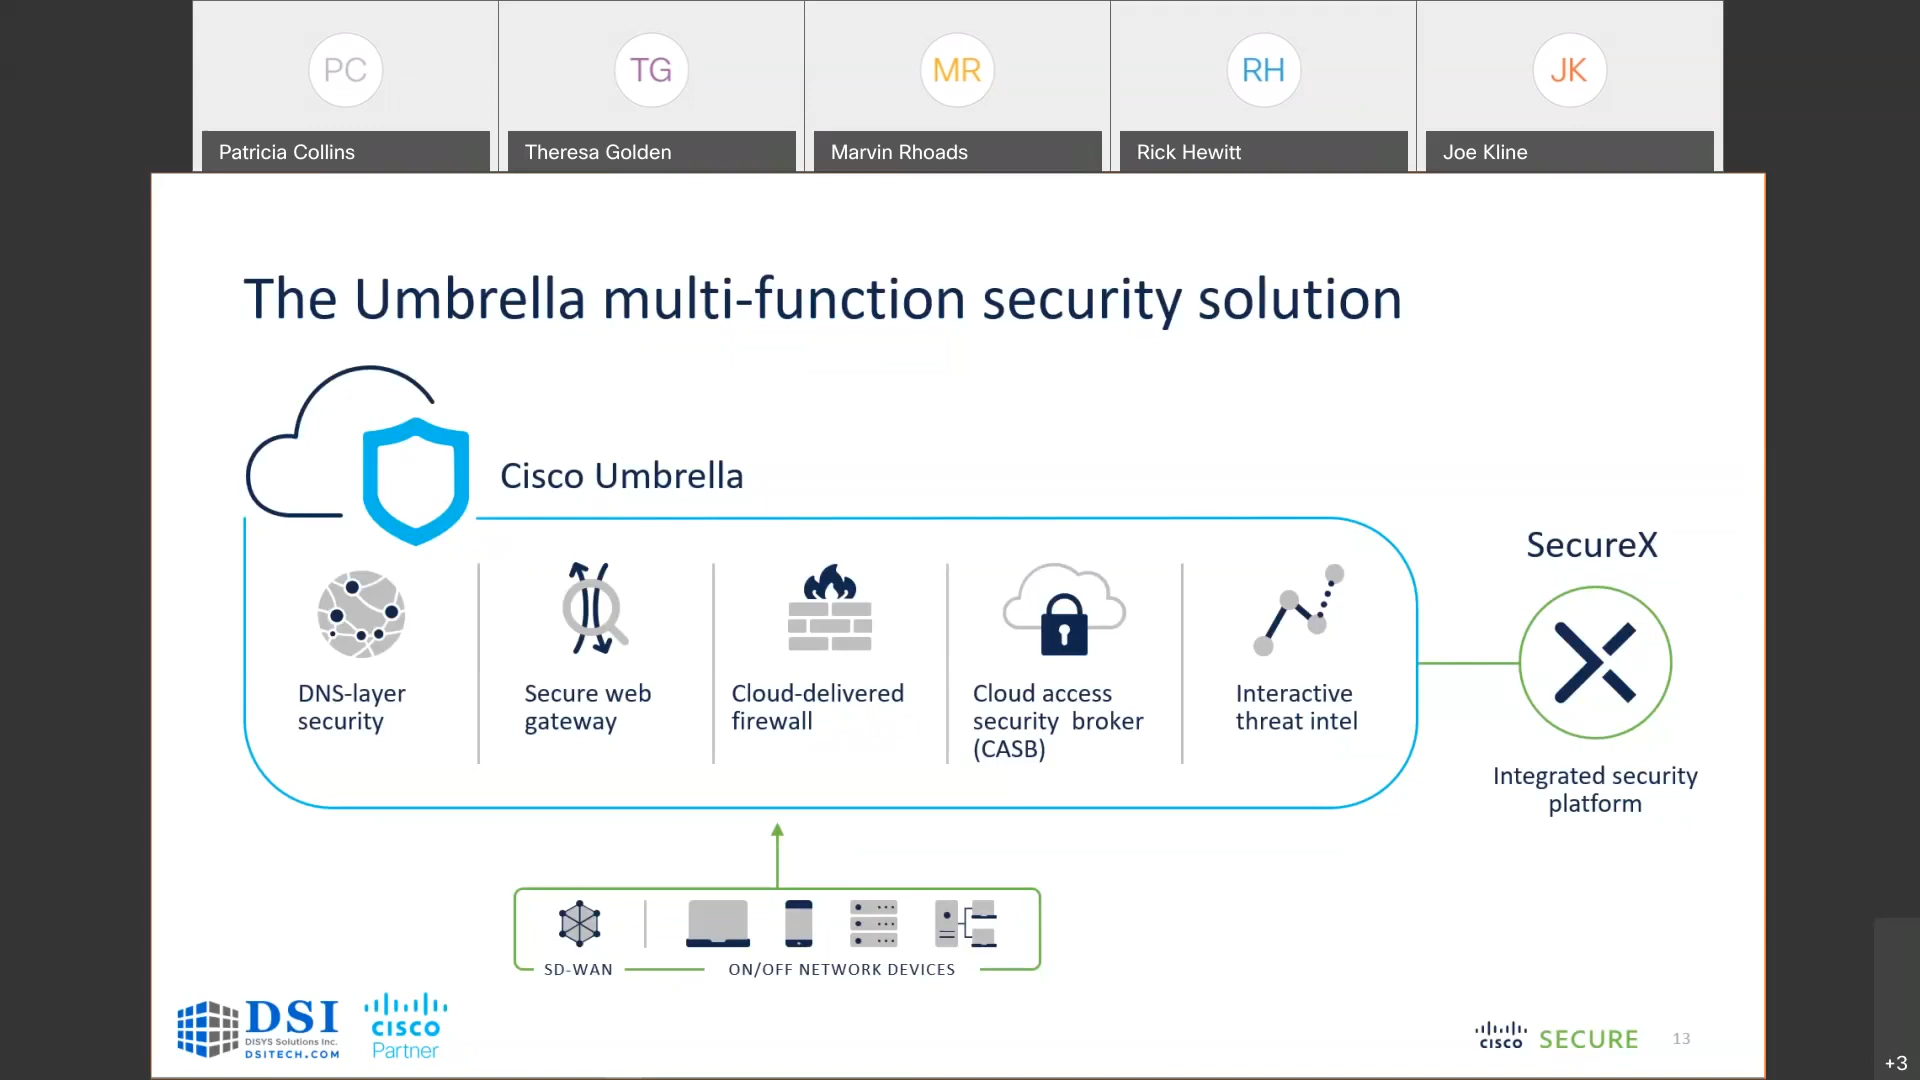 PC
TG
MR
RH
JK
Patricia Collins
Theresa Golden
Marvin Rhoads
Rick Hewitt
Joe Kline
The Umbrella multi-function security solution
Cisco Umbrella
SecureX
DNS-layer
security
Secure web
gateway
Cloud-delivered
firewall
Cloud access
security broker
(CASB)
Interactive
threat intel
Integrated security
platform
SD-WAN
ON/OFF NETWORK DEVICES
DSI
DISYS Solutions Inc.
DSITECH.COM
CISCO
Partner
CISCO
SECURE
13
+3